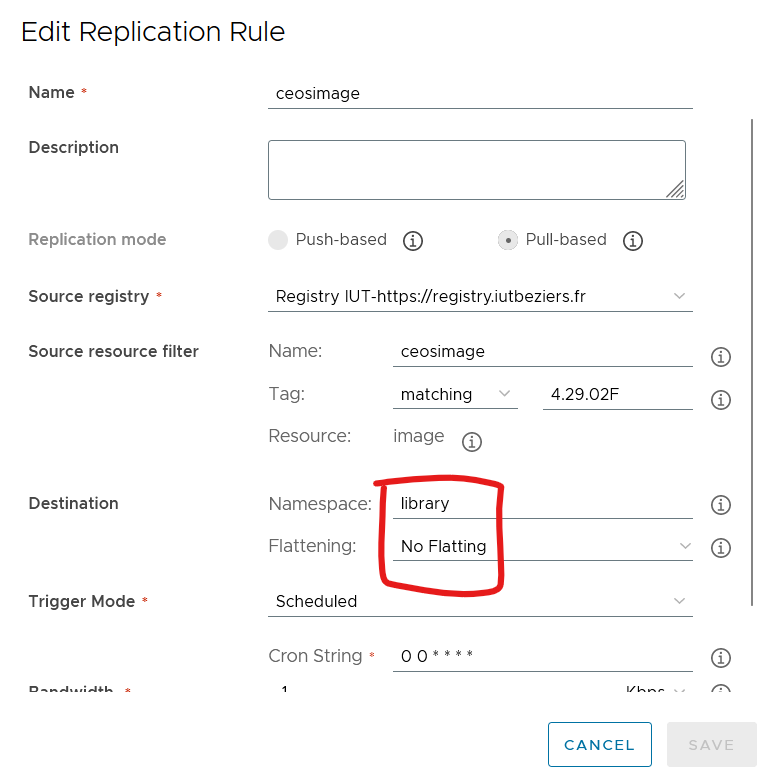 Edit Replication Rule
Name * ceosimage
Description
Replication mode Push-based Pull-based
Source registry * Registry IUT-https://registry.iutbeziers.fr
Source resource filter Name: ceosimage
Tag: matching 4.29.02F
Resource: image
Destination Namespace: library
Flattening: No Flatting
Trigger Mode * Scheduled
Cron String * 0 0 * * * *
Bandwidth * -1 Kbps
CANCEL SAVE